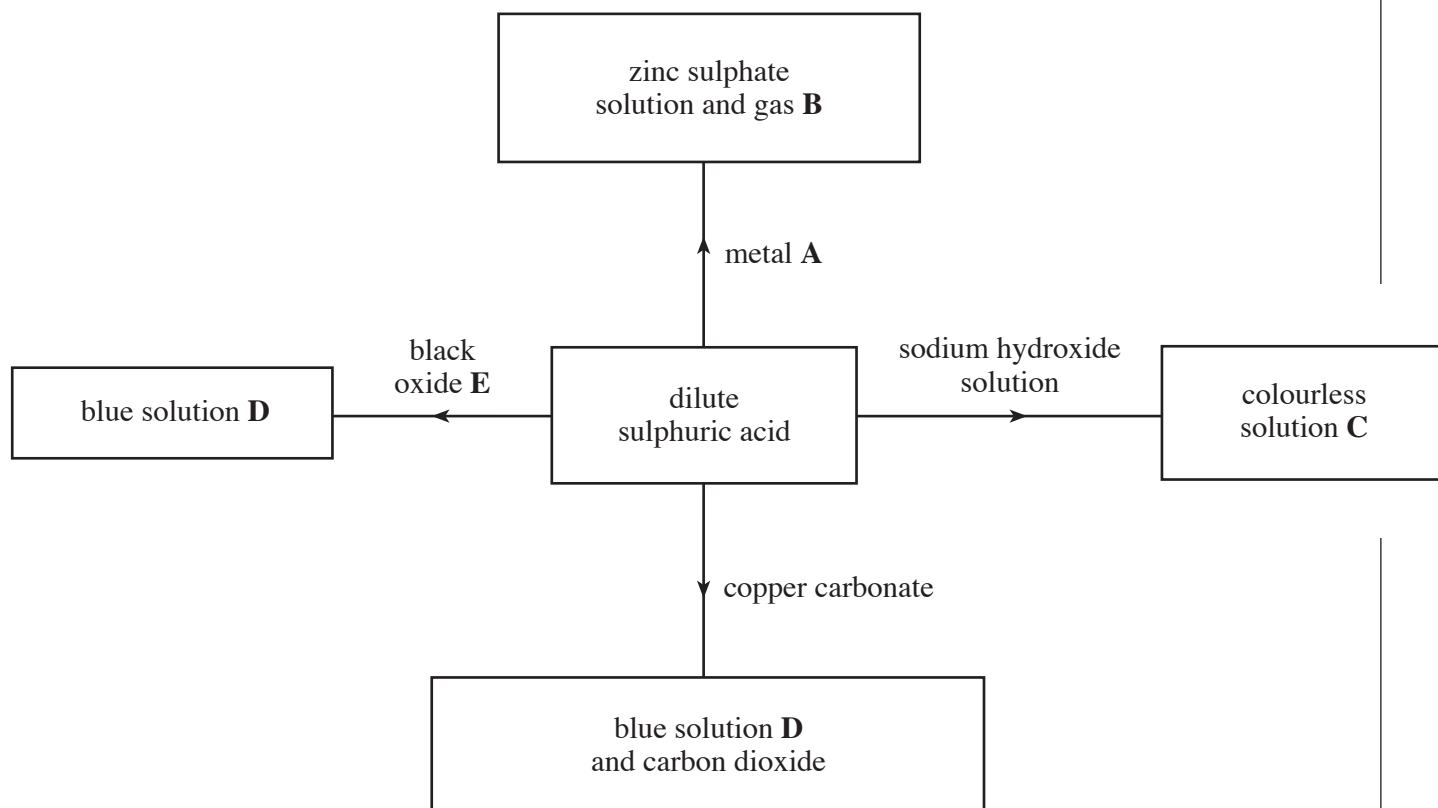 zinc sulphate
solution and gas B
metal A
black
oxide E
sodium hydroxide
solution
blue solution D
dilute
sulphuric acid
colourless
solution C
copper carbonate
blue solution D
and carbon dioxide